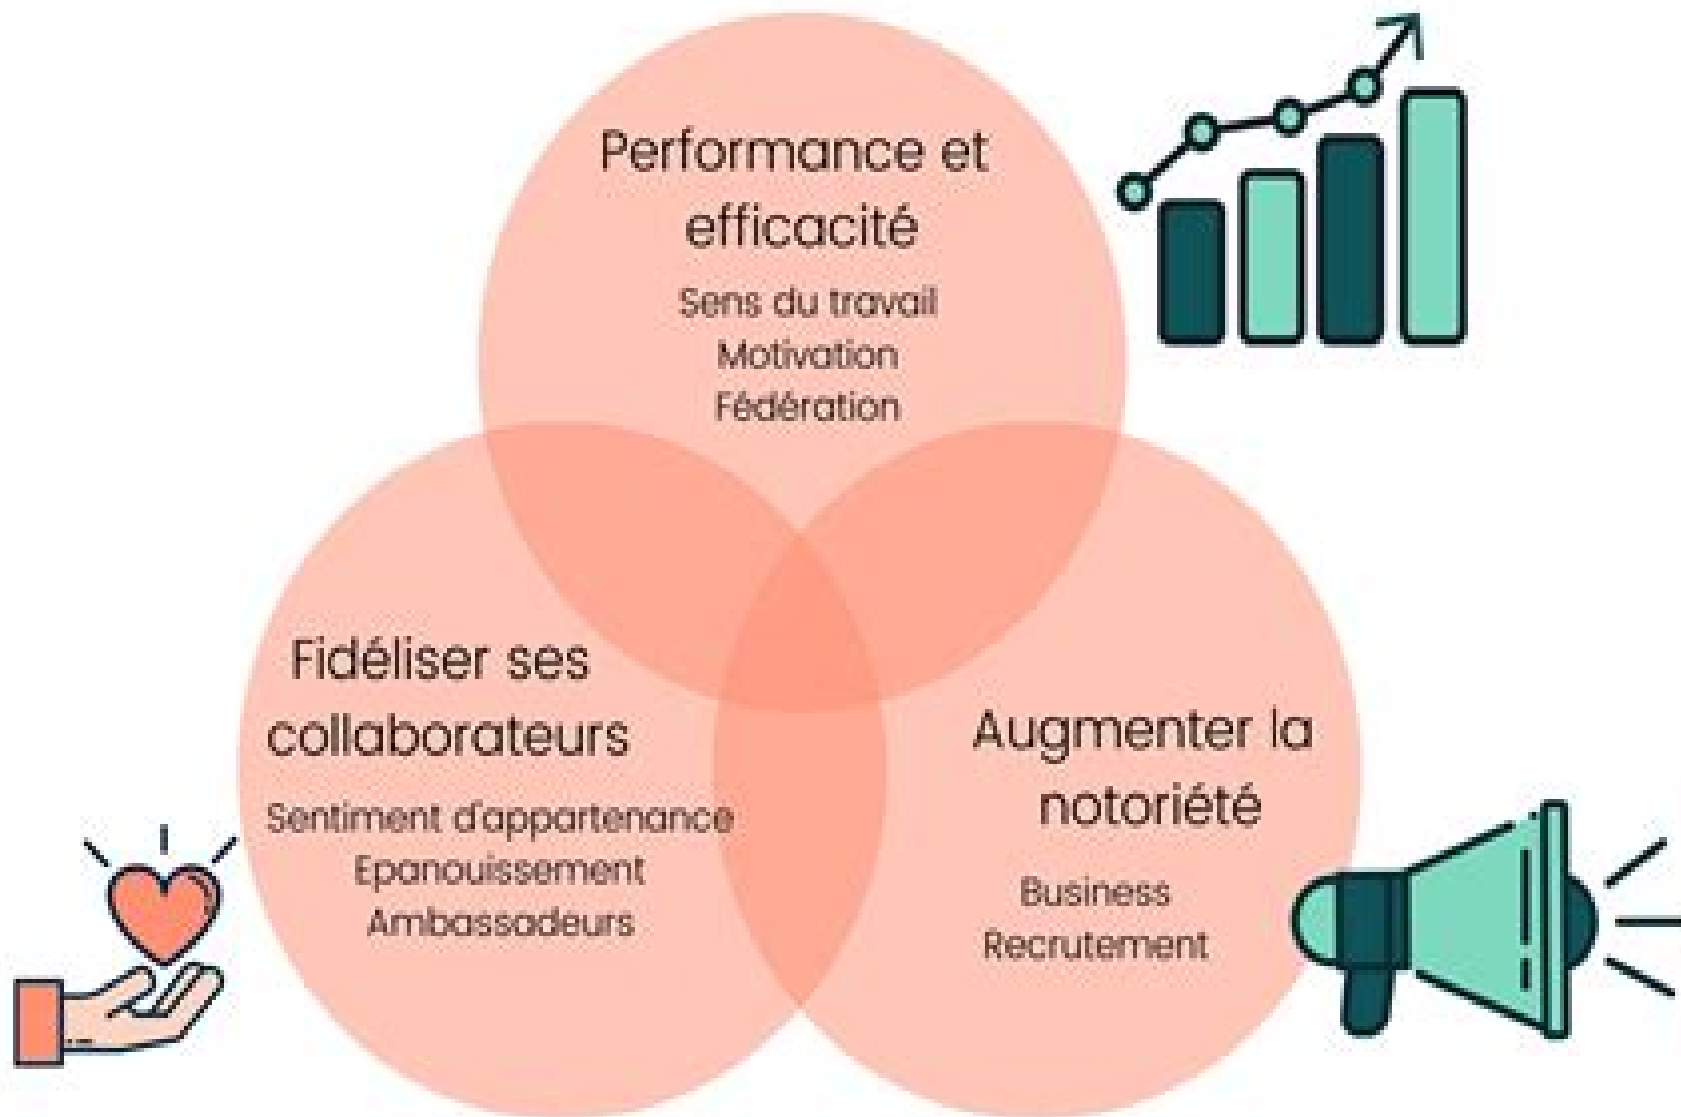 Performance et
efficacité
Sens du travail
Motivation
Fédération
Fidéliser ses
collaborateurs
Sentiment d'appartenance
Epanouissement
Ambassadeurs
Augmenter la
notoriété
Business
Recrutement